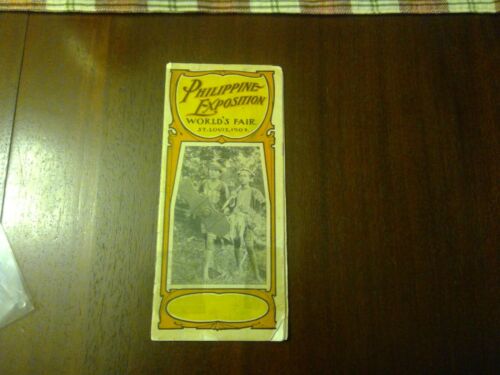 PHILIPPINE
EXPOSITION
WORLD'S FAIR.
ST. LOUIS, 1904.